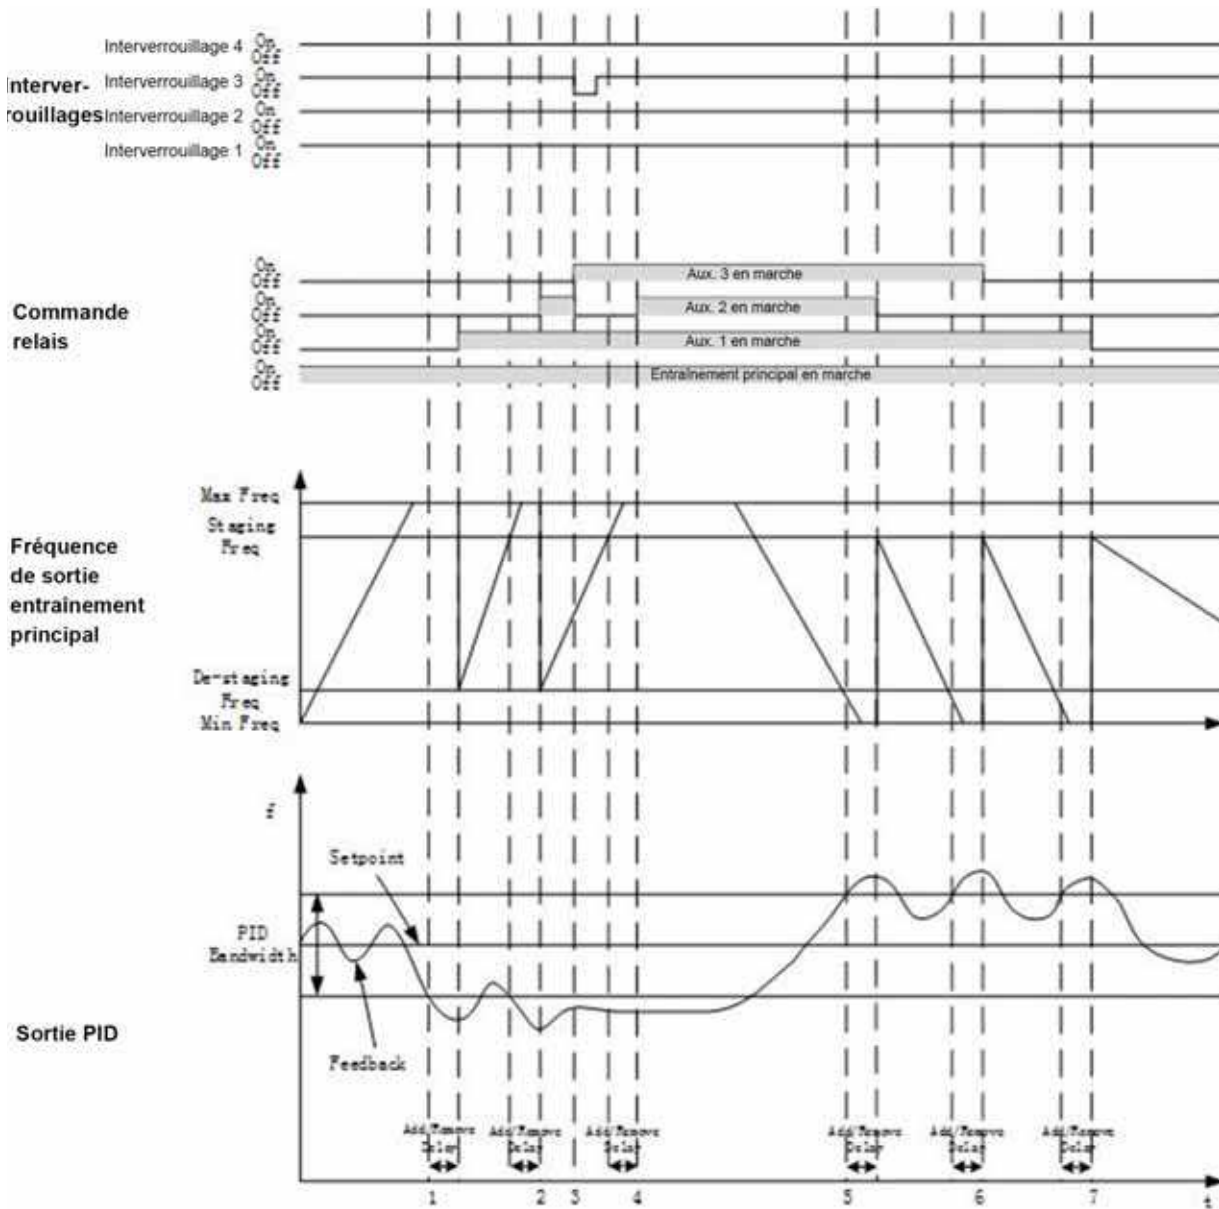 Interverrouillage 4 On
Off
Interverrouillage 3 On
Off
Interver-
rouillages
Interverrouillage 2 On
Off
Interverrouillage 1 On
Off
Commande
relais
On
Off
Aux. 3 en marche
On
Off
Aux. 2 en marche
On
Off
Aux. 1 en marche
On
Off
Entraînement principal en marche
Fréquence
de sortie
entraînement
principal
Max Freq
Staging
Freq
De-staging
Freq
Min Freq
f
Setpoint
PID
Bandwidth
Sortie PID
Feedback
Add/Remove
Delay
Add/Remove
Delay
Add/Remove
Delay
Add/Remove
Delay
Add/Remove
Delay
Add/Remove
Delay
1 2 3 4 5 6 7 t